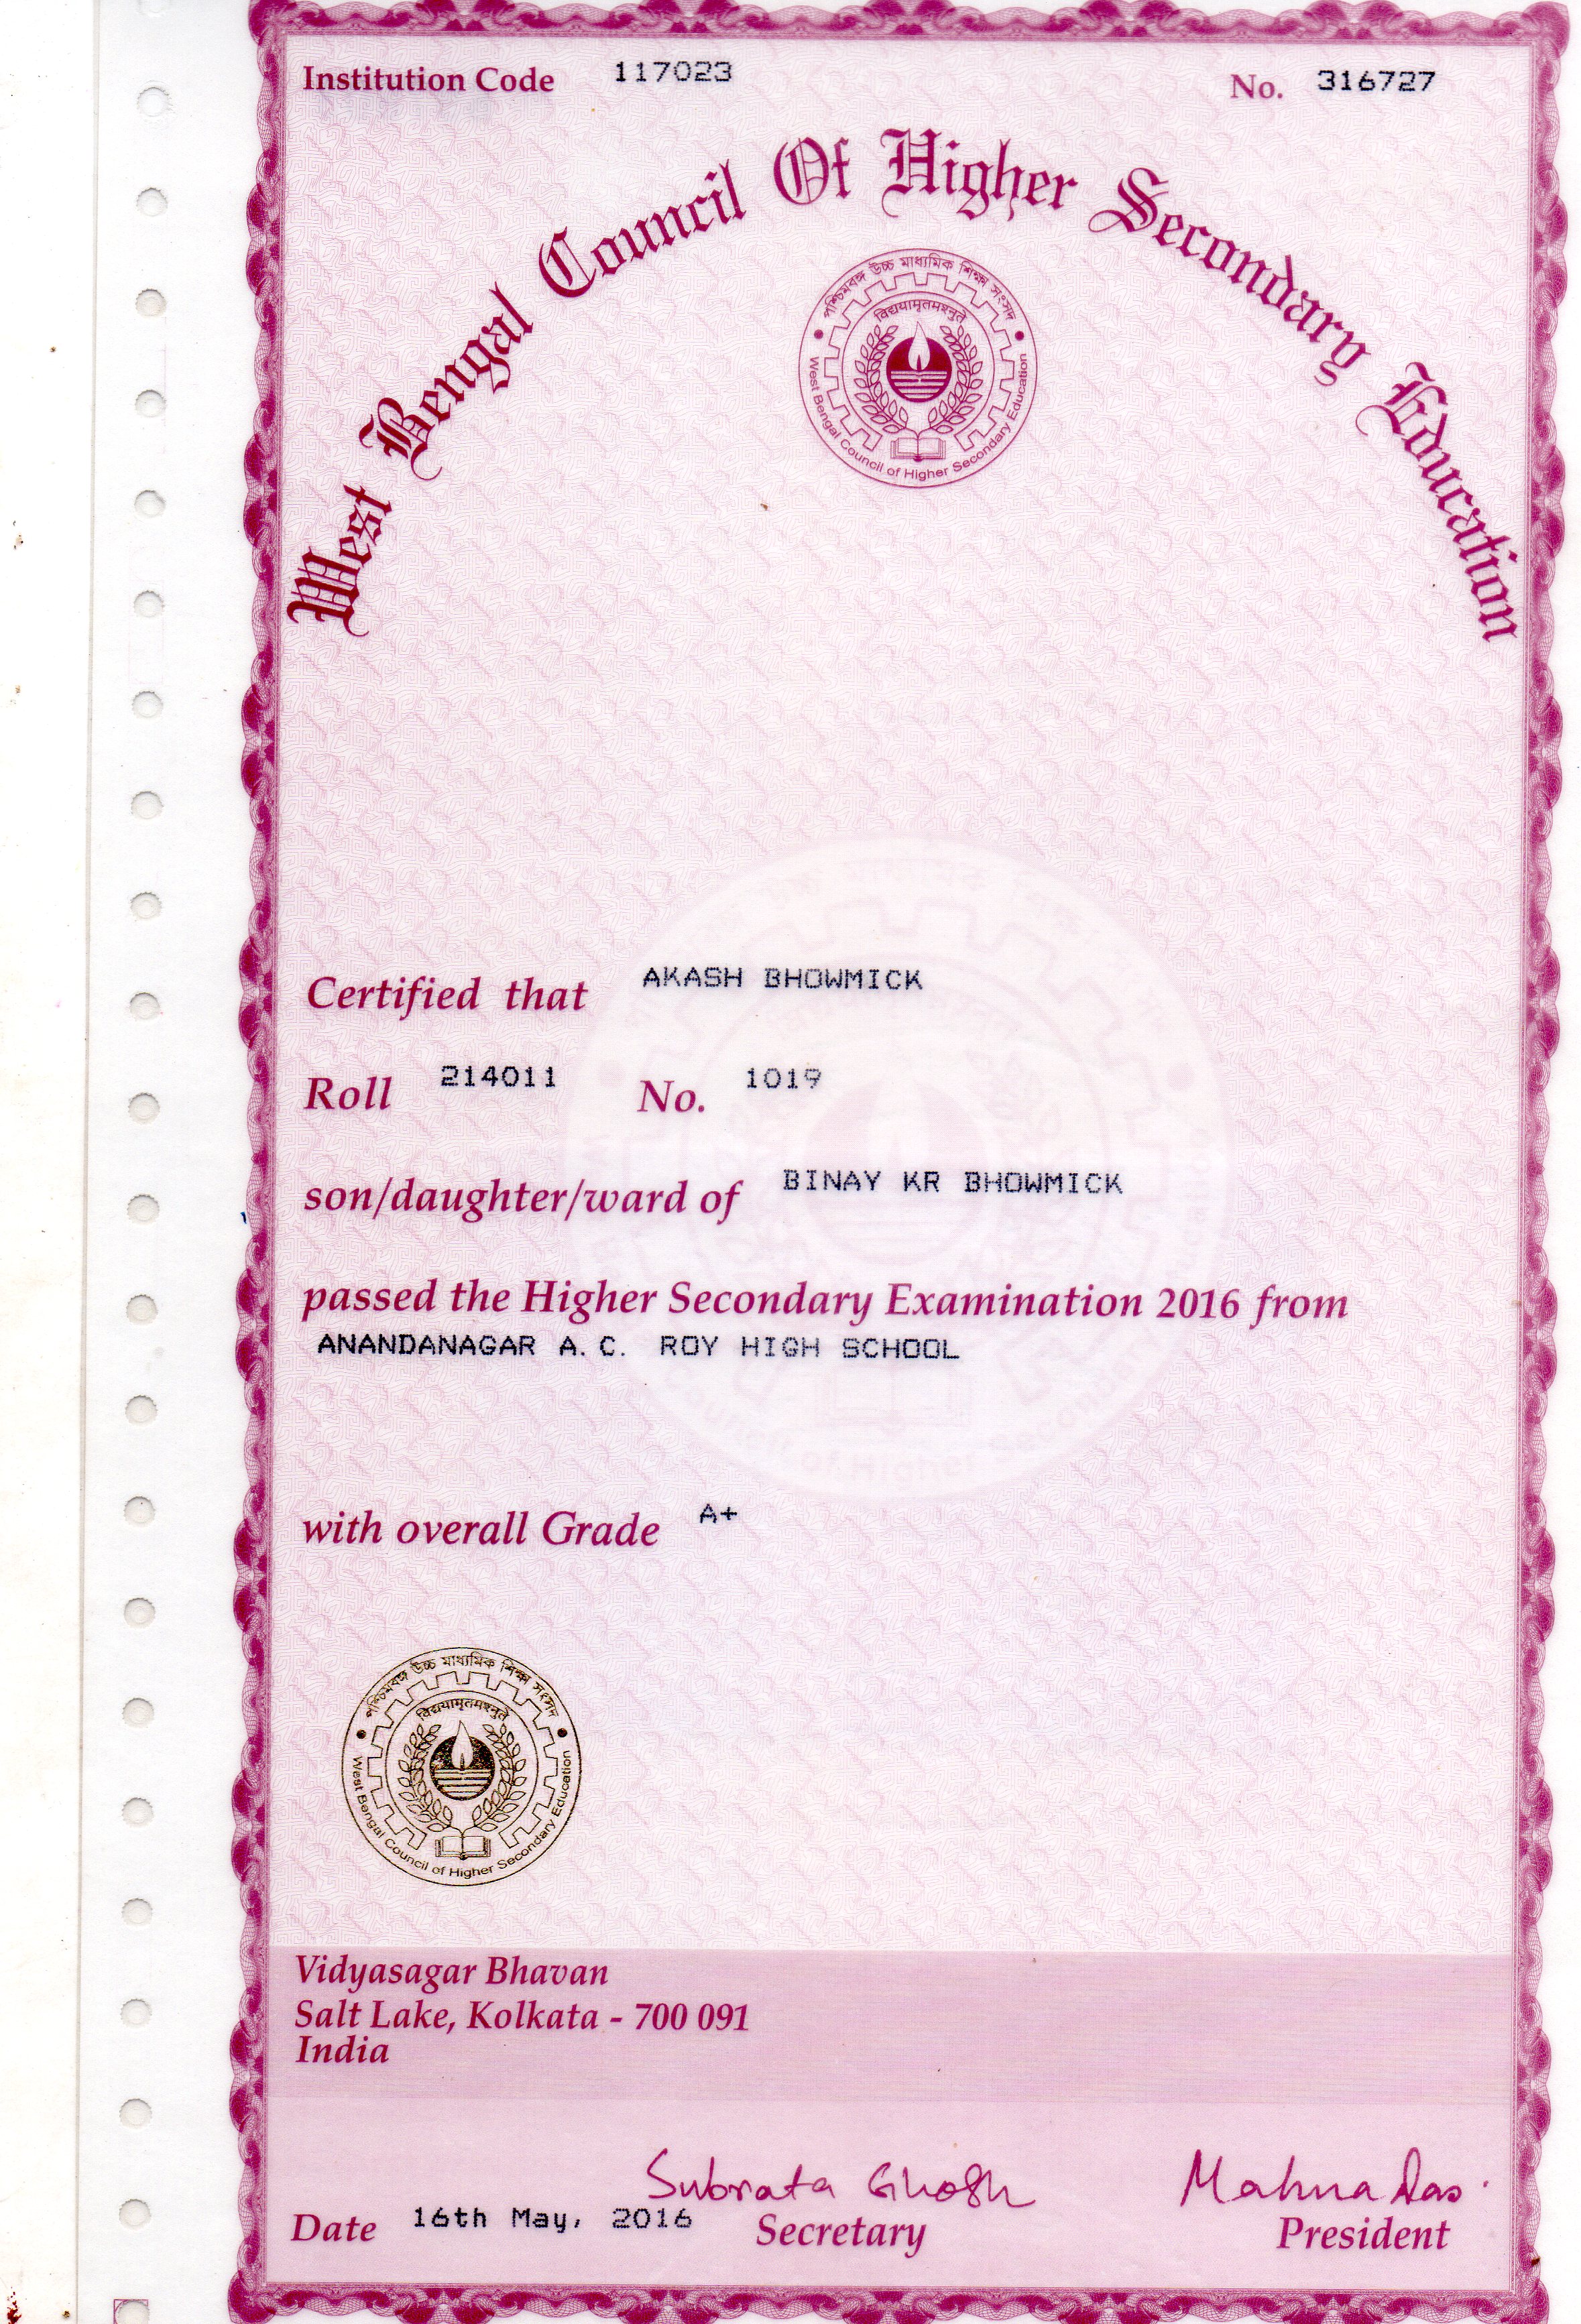 Institution Code 117023 No. 316727
West Bengal Council Of Higher Secondary Education
পশ্চিমবঙ্গ উচ্চ মাধ্যমিক শিক্ষা সংসদ
विद्ययामृतमश्नुते
West Bengal Council of Higher Secondary Education
Certified that AKASH BHOWMICK
Roll 214011 No. 1019
son/daughter/ward of BINAY KR BHOWMICK
passed the Higher Secondary Examination 2016 from
ANANDANAGAR A. C. ROY HIGH SCHOOL
with overall Grade A+
পশ্চিমবঙ্গ উচ্চ মাধ্যমিক শিক্ষা সংসদ
विद्ययामृतमश्नुते
West Bengal Council of Higher Secondary Education
Vidyasagar Bhavan
Salt Lake, Kolkata - 700 091
India
Subrata Ghosh Mahua Das
Date 16th May, 2016 Secretary President